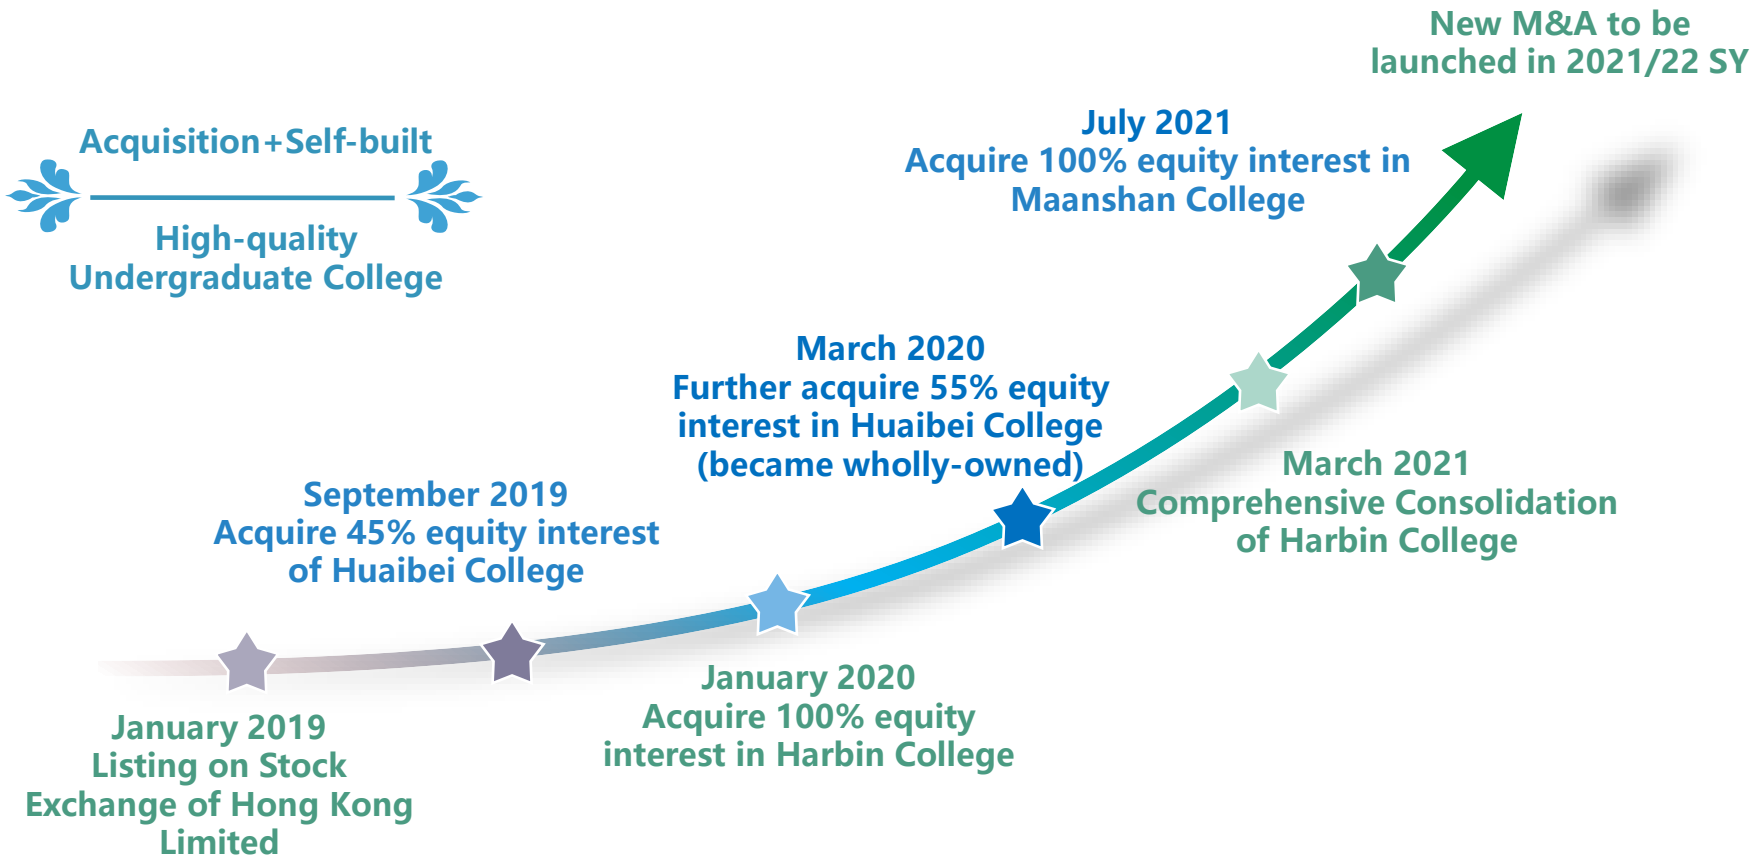 Acquisition+Self-built
High-quality
Undergraduate College
January 2019
Listing on Stock
Exchange of Hong Kong
Limited
September 2019
Acquire 45% equity interest
of Huaibei College
January 2020
Acquire 100% equity
interest in Harbin College
March 2020
Further acquire 55% equity
interest in Huaibei College
(became wholly-owned)
March 2021
Comprehensive Consolidation
of Harbin College
July 2021
Acquire 100% equity interest in
Maanshan College
New M&A to be
launched in 2021/22 SY